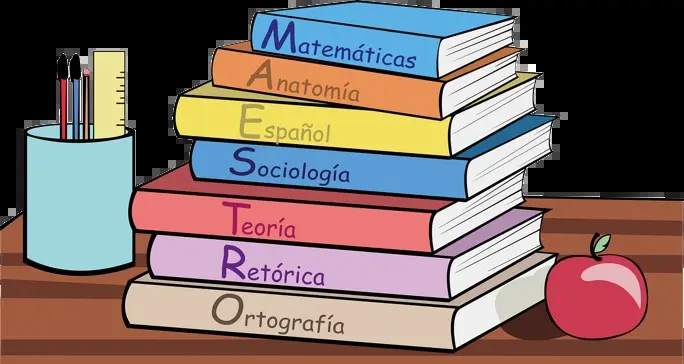 Matemáticas
Anatomía
Español
Sociología
Teoría
Retórica
Ortografía